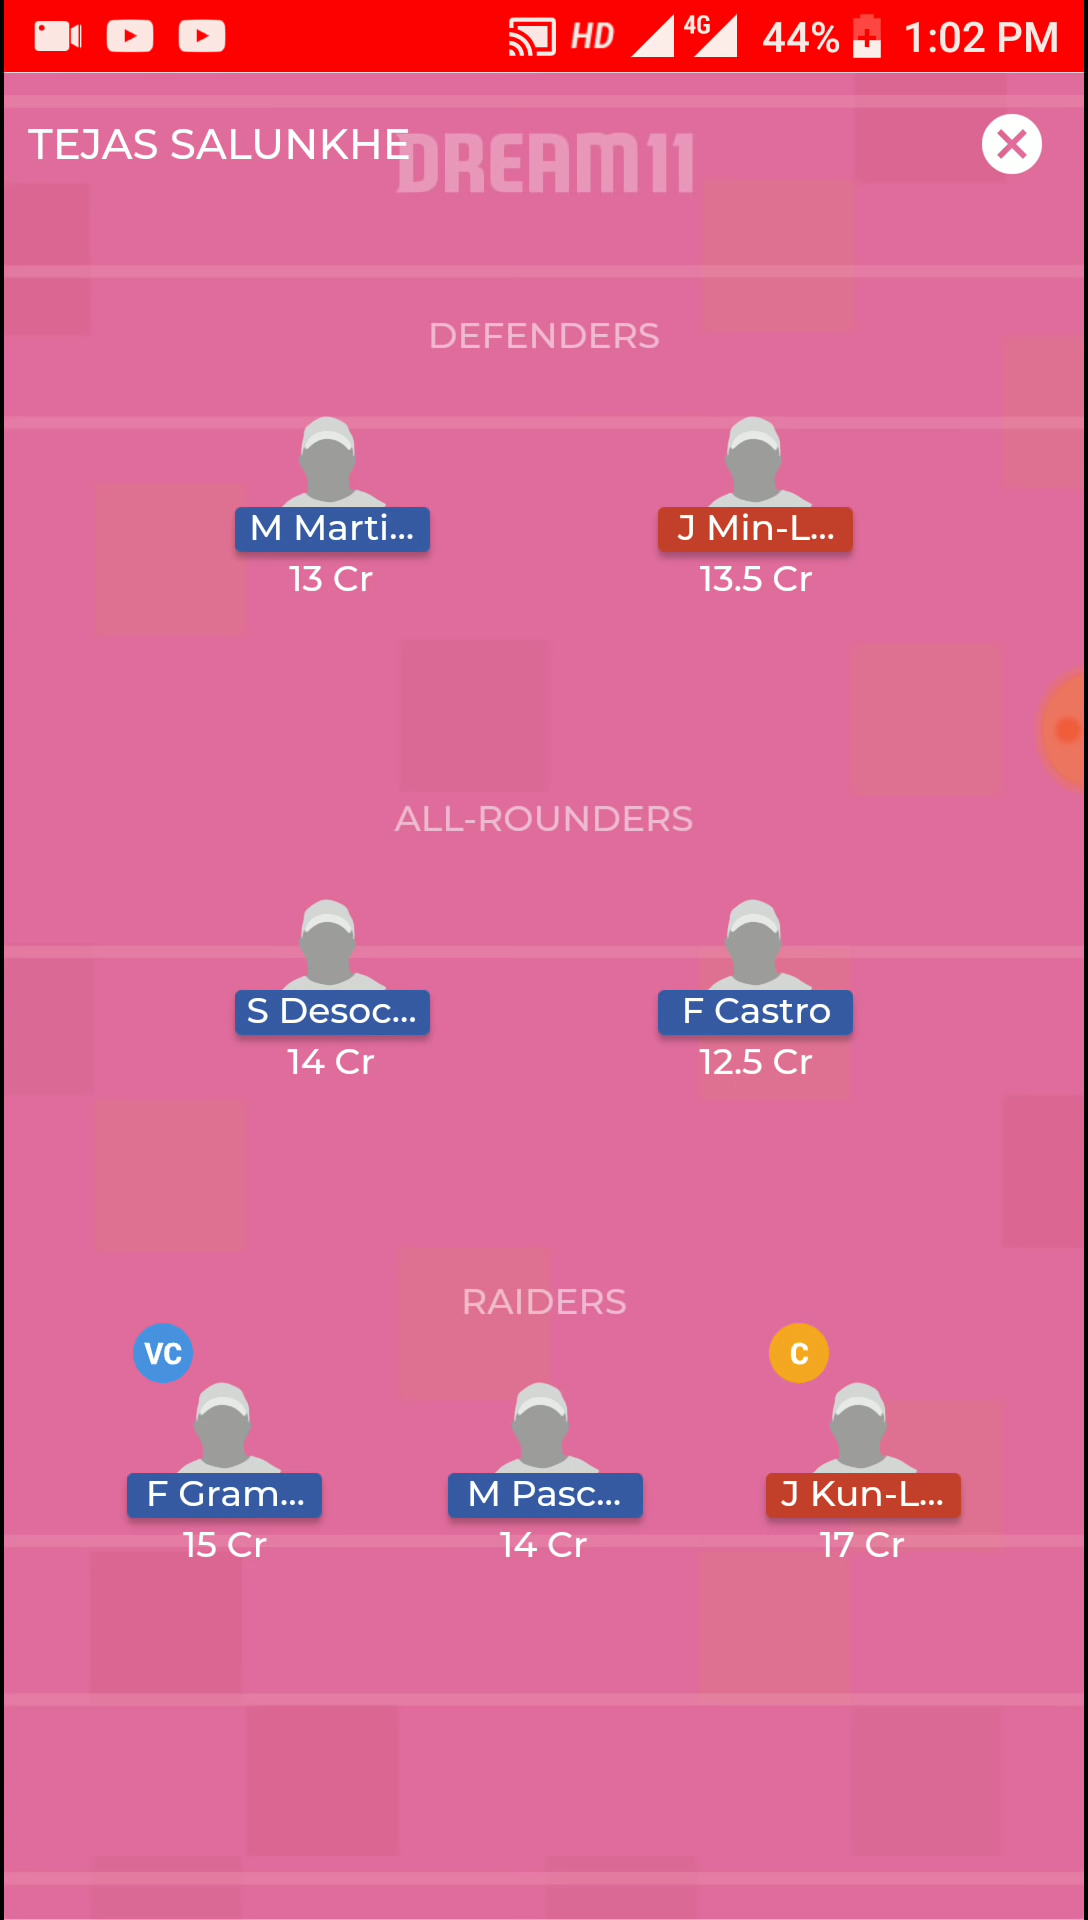 HD 4G 44% 1:02 PM
TEJAS SALUNKHE
DREAM11
DEFENDERS
M Marti... J Min-L...
13 Cr 13.5 Cr
ALL-ROUNDERS
S Desoc... F Castro
14 Cr 12.5 Cr
RAIDERS
VC C
F Gram... M Pasc... J Kun-L...
15 Cr 14 Cr 17 Cr